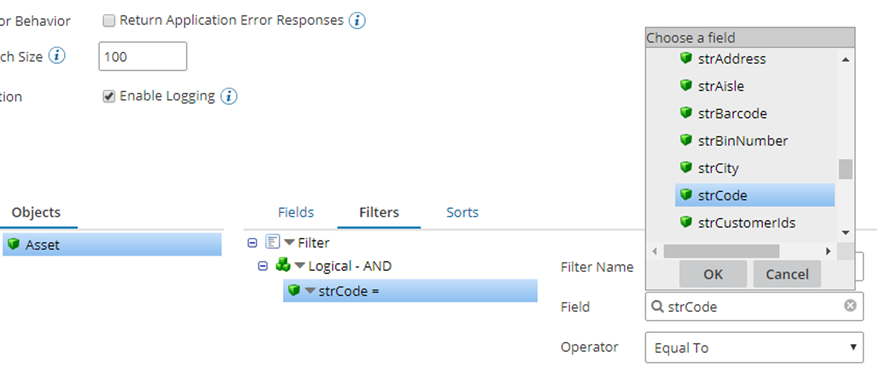 or Behavior
Return Application Error Responses
ch Size
100
tion
Enable Logging
Objects
Asset
Fields
Filters
Sorts
Filter
Logical - AND
strCode =
Choose a field
strAddress
strAisle
strBarcode
strBinNumber
strCity
strCode
strCustomerIds
OK
Cancel
Filter Name
Field
strCode
Operator
Equal To